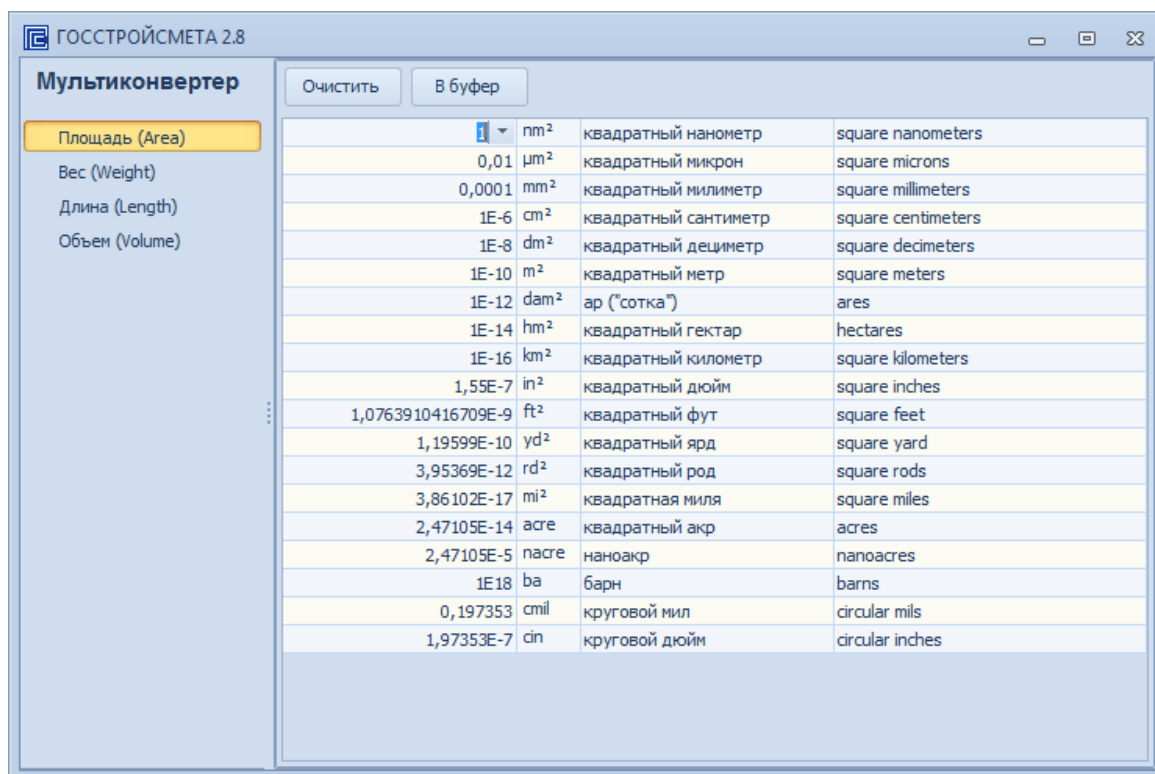 ГОССТРОЙСМЕТА 2.8
Мультиконвертер
Площадь (Area)
Вес (Weight)
Длина (Length)
Объем (Volume)
Очистить В буфер
1 nm² квадратный нанометр square nanometers
0,01 µm² квадратный микрон square microns
0,0001 mm² квадратный милиметр square millimeters
1E-6 cm² квадратный сантиметр square centimeters
1E-8 dm² квадратный дециметр square decimeters
1E-10 m² квадратный метр square meters
1E-12 dam² ар ("сотка") ares
1E-14 hm² квадратный гектар hectares
1E-16 km² квадратный километр square kilometers
1,55E-7 in² квадратный дюйм square inches
1,0763910416709E-9 ft² квадратный фут square feet
1,19599E-10 yd² квадратный ярд square yard
3,95369E-12 rd² квадратный род square rods
3,86102E-17 mi² квадратная миля square miles
2,47105E-14 acre квадратный акр acres
2,47105E-5 nacre наноакр nanoacres
1E18 ba барн barns
0,197353 cmil круговой мил circular mils
1,97353E-7 cin круговой дюйм circular inches